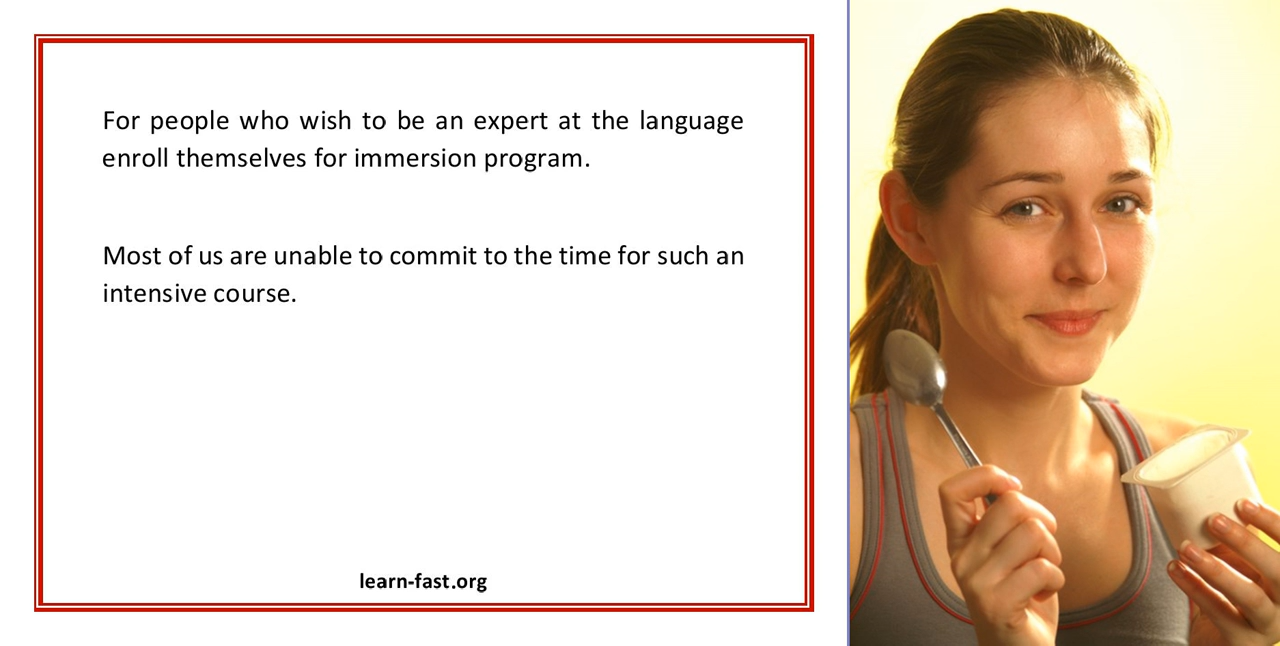 For people who wish to be an expert at the language
enroll themselves for immersion program.
Most of us are unable to commit to the time for such an
intensive course.
learn-fast.org